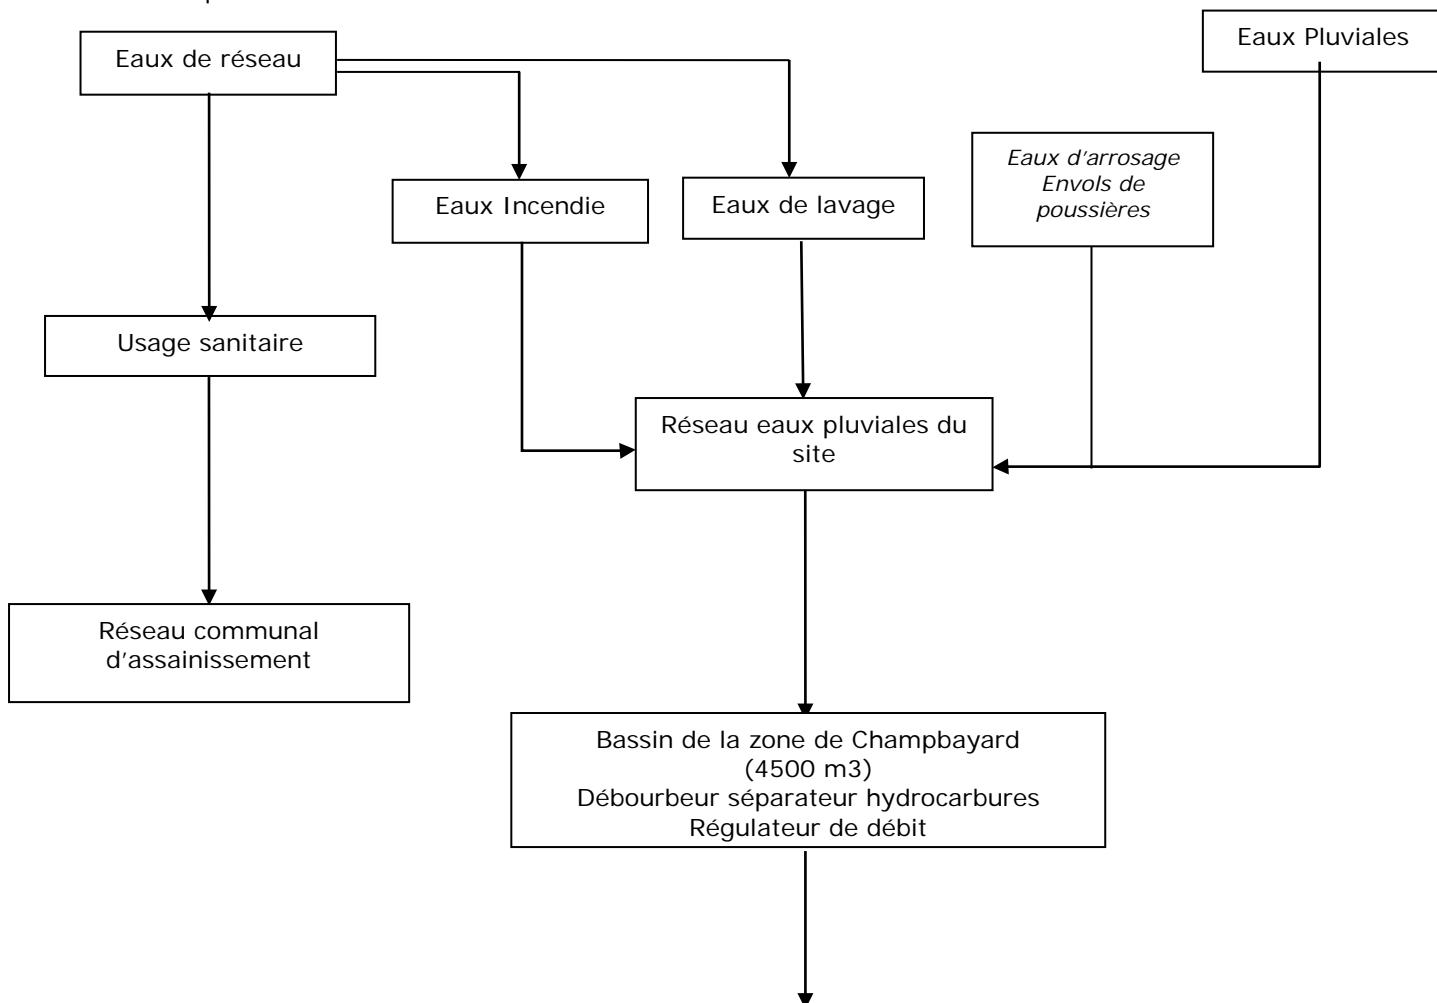 Eaux de réseau
Eaux Pluviales
Eaux d'arrosage
Envols de
poussières
Eaux Incendie
Eaux de lavage
Usage sanitaire
Réseau eaux pluviales du
site
Réseau communal
d'assainissement
Bassin de la zone de Champbayard
(4500 m3)
Débourbeur séparateur hydrocarbures
Régulateur de débit